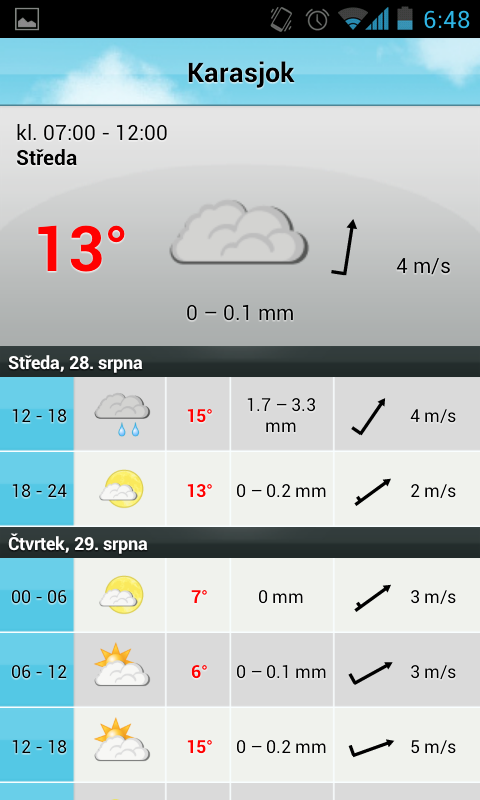 6:48
Karasjok
kl. 07:00 - 12:00
Středa
13°
4 m/s
0 – 0.1 mm
Středa, 28. srpna
12 - 18 15° 1.7 – 3.3 mm 4 m/s
18 - 24 13° 0 – 0.2 mm 2 m/s
Čtvrtek, 29. srpna
00 - 06 7° 0 mm 3 m/s
06 - 12 6° 0 – 0.1 mm 3 m/s
12 - 18 15° 0 – 0.2 mm 5 m/s